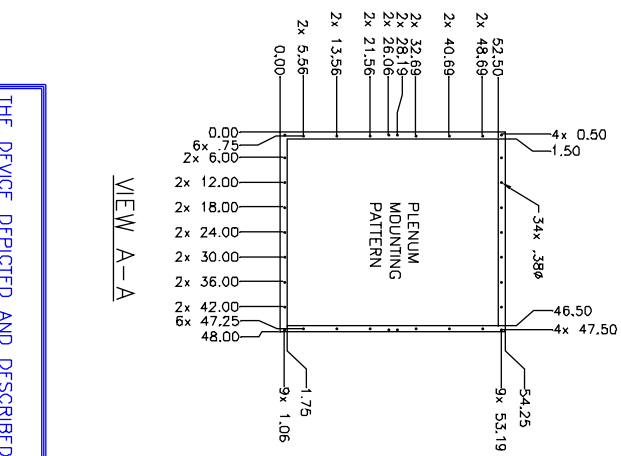 2x 5.56
2x 13.56
2x 21.56
2x 26.06
2x 28.19
2x 32.69
2x 40.69
2x 48.69
52.50
0.00
0.00
6x .75
2x 6.00
2x 12.00
2x 18.00
2x 24.00
2x 30.00
2x 36.00
2x 42.00
6x 47.25
48.00
4x 0.50
1.50
34x .38ø
46.50
4x 47.50
54.25
9x 53.19
1.75
9x 1.06
PLENUM
MOUNTING
PATTERN
VIEW A-A
THE DEVICE DEPICTED AND DESCRIBED